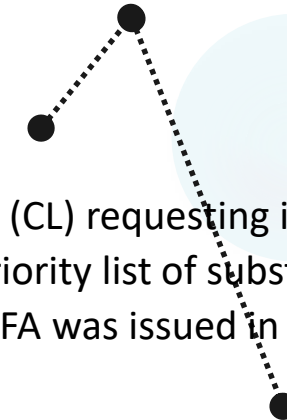 (CL) requesting i
riority list of subst
FA was issued in